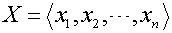 X = ⟨x₁, x₂, ⋯, xₙ⟩